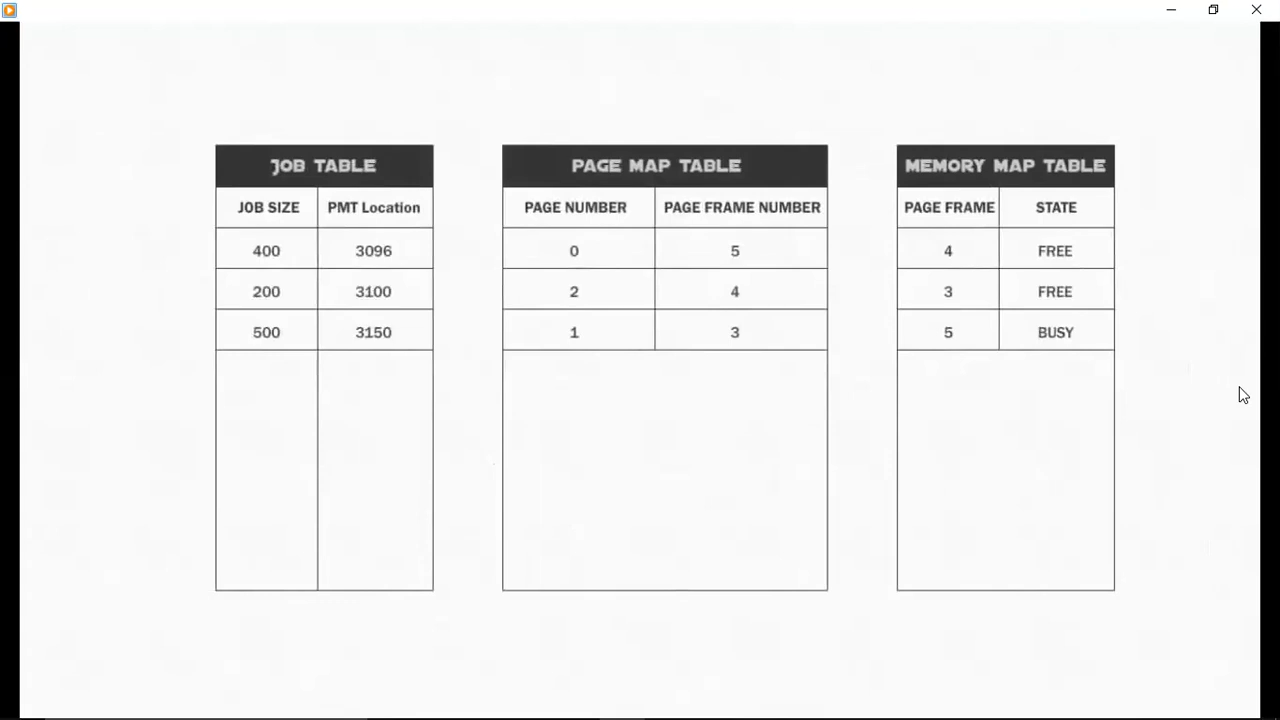 JOB TABLE
JOB SIZE PMT Location
400 3096
200 3100
500 3150
PAGE MAP TABLE
PAGE NUMBER PAGE FRAME NUMBER
0 5
2 4
1 3
MEMORY MAP TABLE
PAGE FRAME STATE
4 FREE
3 FREE
5 BUSY